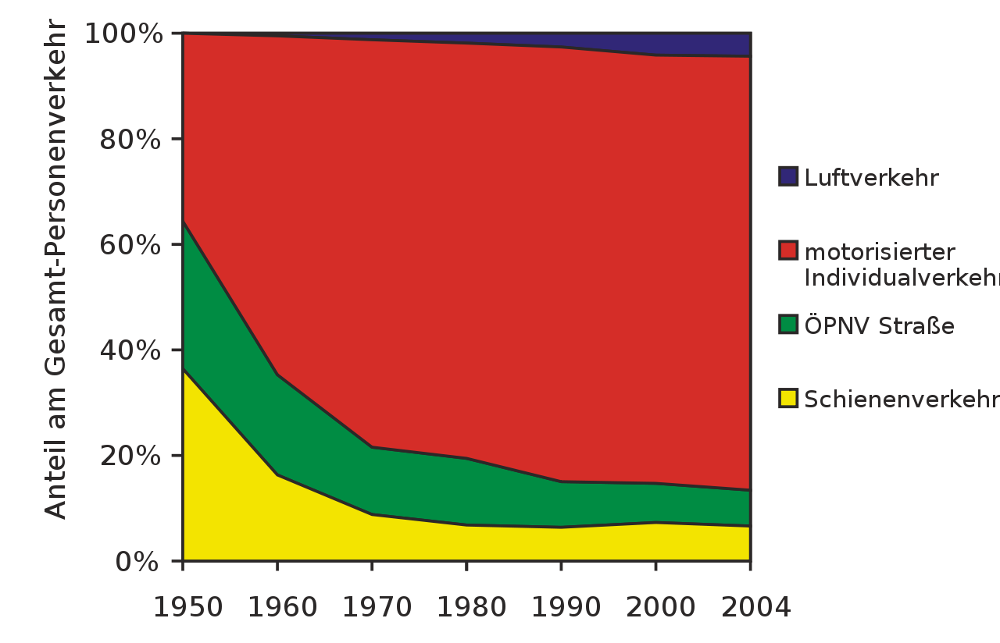 Anteil am Gesamt-Personenverkehr
100%
80%
60%
40%
20%
0%
1950 1960 1970 1980 1990 2000 2004
Luftverkehr
motorisierter
Individualverkehr
ÖPNV Straße
Schienenverkehr